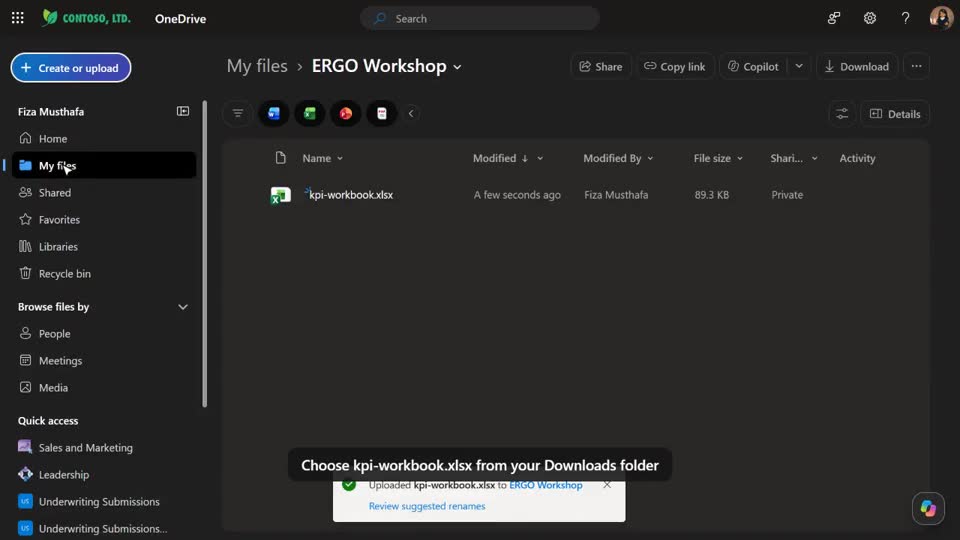 CONTOSO, LTD.
OneDrive
Search
Create or upload
My files > ERGO Workshop
Share
Copy link
Copilot
Download
Fiza Musthafa
Home
My files
Shared
Favorites
Libraries
Recycle bin
Browse files by
People
Meetings
Media
Quick access
Sales and Marketing
Leadership
US Underwriting Submissions
US Underwriting Submissions...
Details
Name
Modified
Modified By
File size
Shari...
Activity
kpi-workbook.xlsx
A few seconds ago
Fiza Musthafa
89.3 KB
Private
Choose kpi-workbook.xlsx from your Downloads folder
Uploaded kpi-workbook.xlsx to ERGO Workshop
Review suggested renames